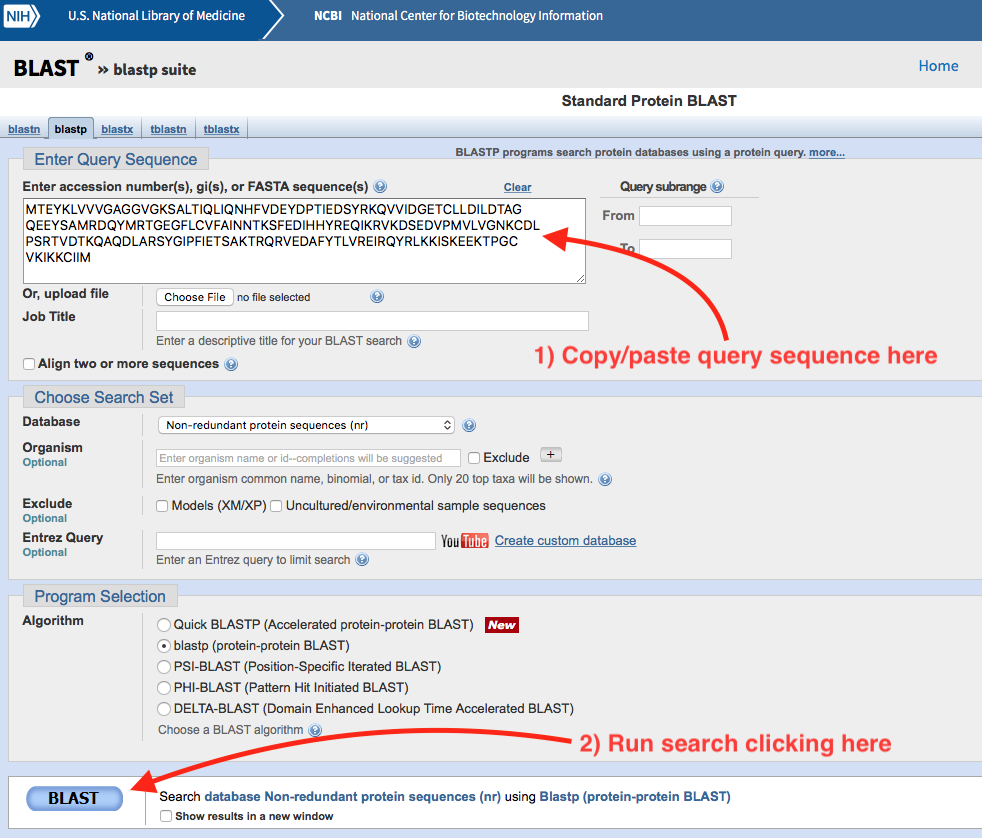 NIH
U.S. National Library of Medicine
NCBI National Center for Biotechnology Information
BLAST ® » blastp suite
Home
Standard Protein BLAST
blastn blastp blastx tblastn tblastx
Enter Query Sequence
BLASTP programs search protein databases using a protein query. more...
Enter accession number(s), gi(s), or FASTA sequence(s)
Clear
Query subrange
MTEYKLVVVGAGGVGKSALTIQLIQNHFVDEYDPTIEDSYRKQVVIDGETCLLDILDTAG
QEEYSAMRDQYMRTGEGFLCVFAINNTKSFEDIHHYREQIKRVKDSEDVPMVLVGNKCDL
PSRTVDTKQAQDLARSYGIPFIETSAKTRQRVEDAFYTLVREIRQYRLKKISKEEKTPGC
VKIKKCIIM
From
To
Or, upload file
Choose File no file selected
Job Title
Enter a descriptive title for your BLAST search
1) Copy/paste query sequence here
Align two or more sequences
Choose Search Set
Database
Non-redundant protein sequences (nr)
Organism
Optional
Enter organism name or id--completions will be suggested
Exclude +
Enter organism common name, binomial, or tax id. Only 20 top taxa will be shown.
Exclude
Optional
Models (XM/XP) Uncultured/environmental sample sequences
Entrez Query
Optional
YouTube Create custom database
Enter an Entrez query to limit search
Program Selection
Algorithm
Quick BLASTP (Accelerated protein-protein BLAST) New
blastp (protein-protein BLAST)
PSI-BLAST (Position-Specific Iterated BLAST)
PHI-BLAST (Pattern Hit Initiated BLAST)
DELTA-BLAST (Domain Enhanced Lookup Time Accelerated BLAST)
Choose a BLAST algorithm
2) Run search clicking here
BLAST
Search database Non-redundant protein sequences (nr) using Blastp (protein-protein BLAST)
Show results in a new window